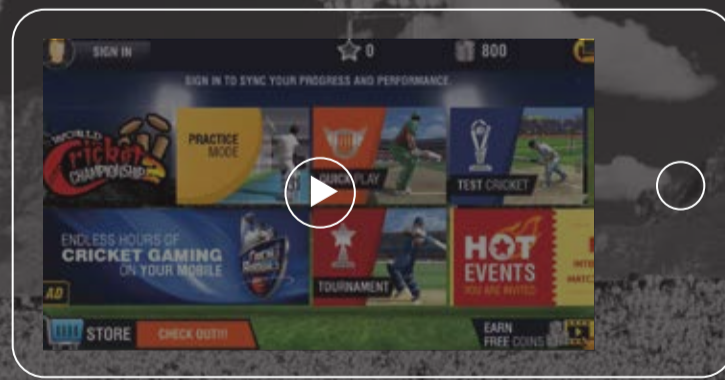 SIGN IN
0
800
SIGN IN TO SYNC YOUR PROGRESS AND PERFORMANCE.
WORLD
Cricket
CHAMPIONSHIP 2
PRACTICE
MODE
QUICK PLAY
TEST CRICKET
ENDLESS HOURS OF
CRICKET GAMING
ON YOUR MOBILE
AD
TOURNAMENT
HOT
EVENTS
YOU ARE INVITED
STORE
CHECK OUT!!!
EARN
FREE COINS